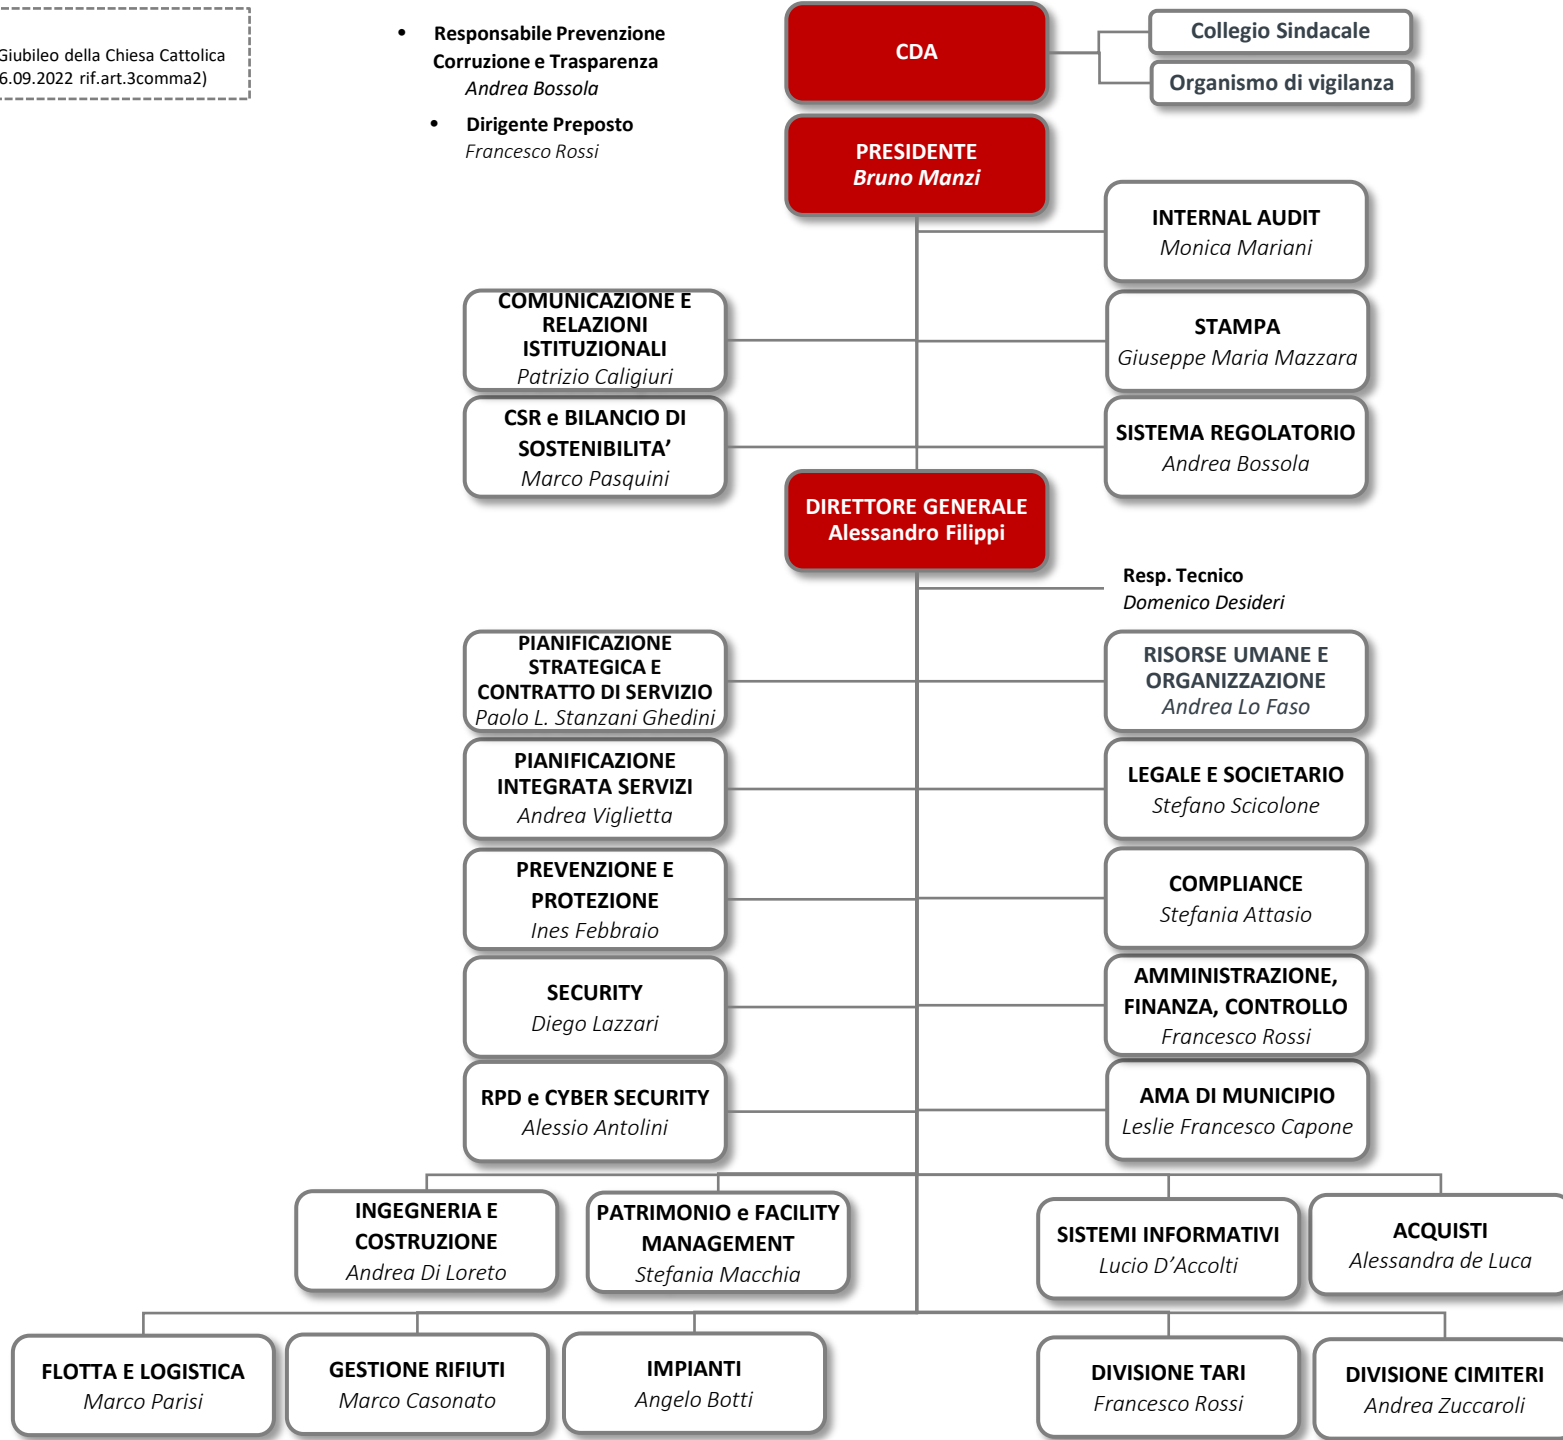 Giubileo della Chiesa Cattolica
6.09.2022 rif.art.3comma2)
• Responsabile Prevenzione
Corruzione e Trasparenza
Andrea Bossola
• Dirigente Preposto
Francesco Rossi
CDA
Collegio Sindacale
Organismo di vigilanza
PRESIDENTE
Bruno Manzi
INTERNAL AUDIT
Monica Mariani
COMUNICAZIONE E
RELAZIONI
ISTITUZIONALI
Patrizio Caligiuri
STAMPA
Giuseppe Maria Mazzara
CSR e BILANCIO DI
SOSTENIBILITA’
Marco Pasquini
SISTEMA REGOLATORIO
Andrea Bossola
DIRETTORE GENERALE
Alessandro Filippi
Resp. Tecnico
Domenico Desideri
PIANIFICAZIONE
STRATEGICA E
CONTRATTO DI SERVIZIO
Paolo L. Stanzani Ghedini
RISORSE UMANE E
ORGANIZZAZIONE
Andrea Lo Faso
PIANIFICAZIONE
INTEGRATA SERVIZI
Andrea Viglietta
LEGALE E SOCIETARIO
Stefano Scicolone
PREVENZIONE E
PROTEZIONE
Ines Febbraio
COMPLIANCE
Stefania Attasio
SECURITY
Diego Lazzari
AMMINISTRAZIONE,
FINANZA, CONTROLLO
Francesco Rossi
RPD e CYBER SECURITY
Alessio Antolini
AMA DI MUNICIPIO
Leslie Francesco Capone
INGEGNERIA E
COSTRUZIONE
Andrea Di Loreto
PATRIMONIO e FACILITY
MANAGEMENT
Stefania Macchia
SISTEMI INFORMATIVI
Lucio D’Accolti
ACQUISTI
Alessandra de Luca
FLOTTA E LOGISTICA
Marco Parisi
GESTIONE RIFIUTI
Marco Casonato
IMPIANTI
Angelo Botti
DIVISIONE TARI
Francesco Rossi
DIVISIONE CIMITERI
Andrea Zuccaroli